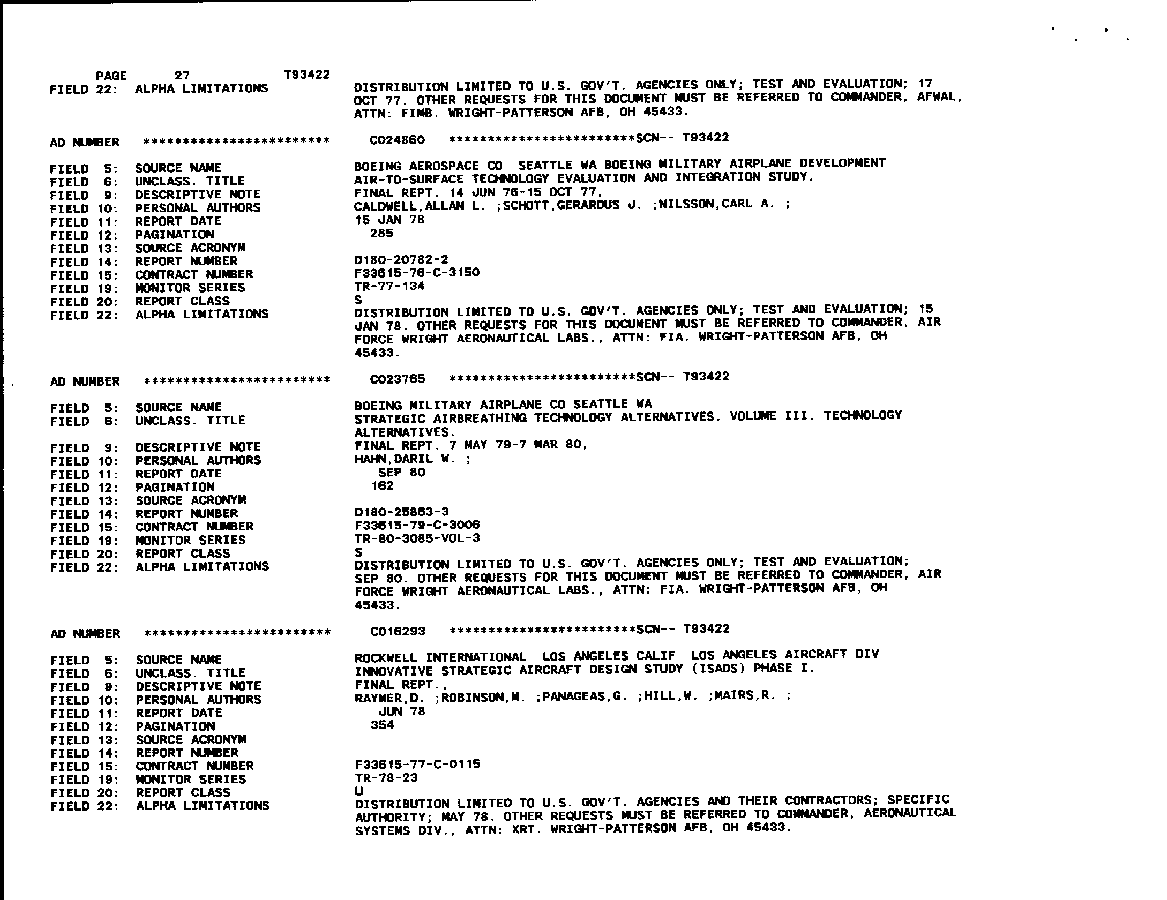 PAGE 27 T93422
FIELD 22: ALPHA LIMITATIONS DISTRIBUTION LIMITED TO U.S. GOV'T. AGENCIES ONLY; TEST AND EVALUATION; 17
OCT 77. OTHER REQUESTS FOR THIS DOCUMENT MUST BE REFERRED TO COMMANDER, AFWAL,
ATTN: FIMB. WRIGHT-PATTERSON AFB, OH 45433.
AD NUMBER ************************ C024860 ************************SCN-- T93422
FIELD 5: SOURCE NAME BOEING AEROSPACE CO SEATTLE WA BOEING MILITARY AIRPLANE DEVELOPMENT
FIELD 6: UNCLASS. TITLE AIR-TO-SURFACE TECHNOLOGY EVALUATION AND INTEGRATION STUDY.
FIELD 9: DESCRIPTIVE NOTE FINAL REPT. 14 JUN 76-15 OCT 77,
FIELD 10: PERSONAL AUTHORS CALDWELL,ALLAN L. ;SCHOTT,GERARDUS J. ;NILSSON,CARL A. ;
FIELD 11: REPORT DATE 15 JAN 78
FIELD 12: PAGINATION 285
FIELD 13: SOURCE ACRONYM
FIELD 14: REPORT NUMBER D180-20782-2
FIELD 15: CONTRACT NUMBER F33615-76-C-3150
FIELD 19: MONITOR SERIES TR-77-134
FIELD 20: REPORT CLASS S
FIELD 22: ALPHA LIMITATIONS DISTRIBUTION LIMITED TO U.S. GOV'T. AGENCIES ONLY; TEST AND EVALUATION; 15
JAN 78. OTHER REQUESTS FOR THIS DOCUMENT MUST BE REFERRED TO COMMANDER, AIR
FORCE WRIGHT AERONAUTICAL LABS., ATTN: FIA. WRIGHT-PATTERSON AFB, OH
45433.
AD NUMBER ************************ C023765 ************************SCN-- T93422
FIELD 5: SOURCE NAME BOEING MILITARY AIRPLANE CO SEATTLE WA
FIELD 6: UNCLASS. TITLE STRATEGIC AIRBREATHING TECHNOLOGY ALTERNATIVES. VOLUME III. TECHNOLOGY
ALTERNATIVES.
FIELD 9: DESCRIPTIVE NOTE FINAL REPT. 7 MAY 79-7 MAR 80,
FIELD 10: PERSONAL AUTHORS HAHN,DARIL W. ;
FIELD 11: REPORT DATE SEP 80
FIELD 12: PAGINATION 162
FIELD 13: SOURCE ACRONYM
FIELD 14: REPORT NUMBER D180-25863-3
FIELD 15: CONTRACT NUMBER F33615-79-C-3006
FIELD 19: MONITOR SERIES TR-80-3085-VOL-3
FIELD 20: REPORT CLASS S
FIELD 22: ALPHA LIMITATIONS DISTRIBUTION LIMITED TO U.S. GOV'T. AGENCIES ONLY; TEST AND EVALUATION;
SEP 80. OTHER REQUESTS FOR THIS DOCUMENT MUST BE REFERRED TO COMMANDER, AIR
FORCE WRIGHT AERONAUTICAL LABS., ATTN: FIA. WRIGHT-PATTERSON AFB, OH
45433.
AD NUMBER ************************ C016293 ************************SCN-- T93422
FIELD 5: SOURCE NAME ROCKWELL INTERNATIONAL LOS ANGELES CALIF LOS ANGELES AIRCRAFT DIV
FIELD 6: UNCLASS. TITLE INNOVATIVE STRATEGIC AIRCRAFT DESIGN STUDY (ISADS) PHASE I.
FIELD 9: DESCRIPTIVE NOTE FINAL REPT.,
FIELD 10: PERSONAL AUTHORS RAYMER,D. ;ROBINSON,M. ;PANAGEAS,G. ;HILL,W. ;MAIRS,R. ;
FIELD 11: REPORT DATE JUN 78
FIELD 12: PAGINATION 354
FIELD 13: SOURCE ACRONYM
FIELD 14: REPORT NUMBER
FIELD 15: CONTRACT NUMBER F33615-77-C-0115
FIELD 19: MONITOR SERIES TR-78-23
FIELD 20: REPORT CLASS U
FIELD 22: ALPHA LIMITATIONS DISTRIBUTION LIMITED TO U.S. GOV'T. AGENCIES AND THEIR CONTRACTORS; SPECIFIC
AUTHORITY; MAY 78. OTHER REQUESTS MUST BE REFERRED TO COMMANDER, AERONAUTICAL
SYSTEMS DIV., ATTN: XRT. WRIGHT-PATTERSON AFB, OH 45433.